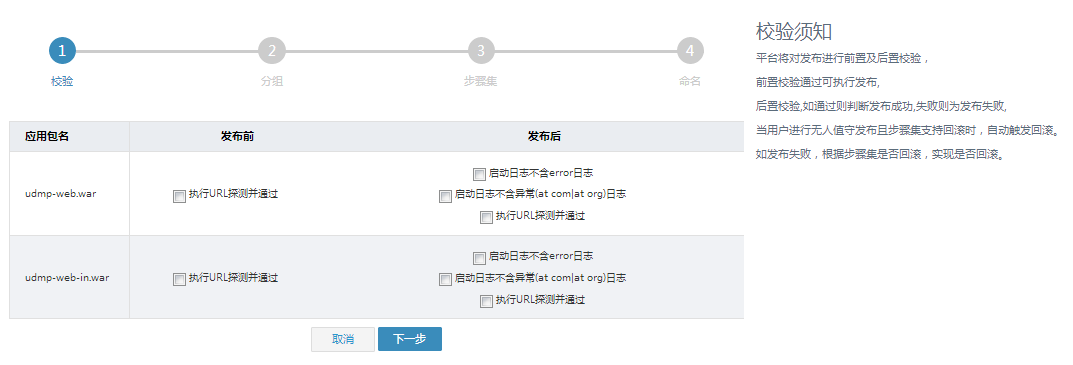 1 2 3 4
校验 分组 步骤集 命名
应用包名 发布前 发布后
udmp-web.war
执行URL探测并通过
启动日志不含error日志
启动日志不含异常(at com|at org)日志
执行URL探测并通过
udmp-web-in.war
执行URL探测并通过
启动日志不含error日志
启动日志不含异常(at com|at org)日志
执行URL探测并通过
取消 下一步
校验须知
平台将对发布进行前置及后置校验，
前置校验通过可执行发布,
后置校验,如通过则判断发布成功,失败则为发布失败,
当用户进行无人值守发布且步骤集支持回滚时，自动触发回滚。
如发布失败，根据步骤集是否回滚，实现是否回滚。